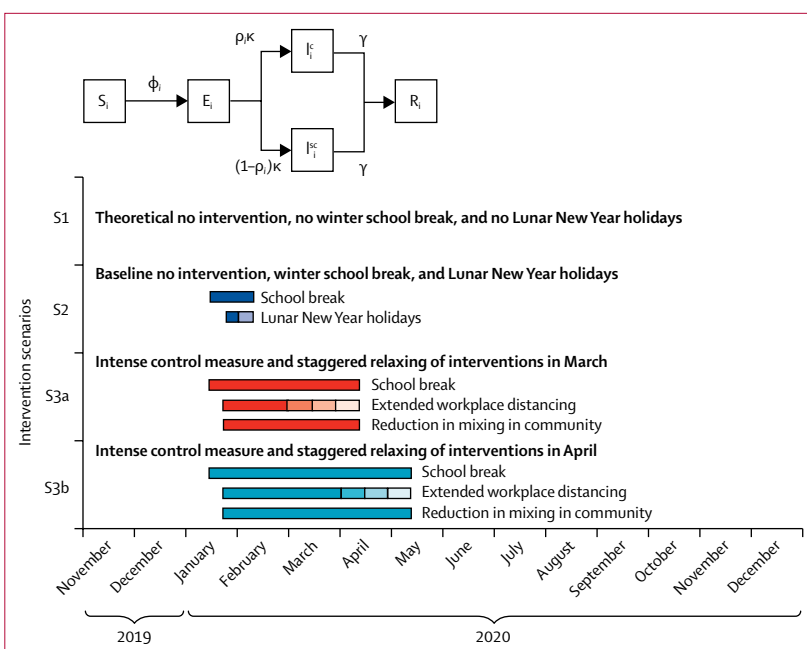 ρᵢκ
Iᵢᶜ
γ
Sᵢ
ϕᵢ
Eᵢ
Rᵢ
Iᵢˢᶜ
(1–ρᵢ)κ
γ
Intervention scenarios
S1
Theoretical no intervention, no winter school break, and no Lunar New Year holidays
Baseline no intervention, winter school break, and Lunar New Year holidays
S2
School break
Lunar New Year holidays
Intense control measure and staggered relaxing of interventions in March
S3a
School break
Extended workplace distancing
Reduction in mixing in community
Intense control measure and staggered relaxing of interventions in April
S3b
School break
Extended workplace distancing
Reduction in mixing in community
November
December
January
February
March
April
May
June
July
August
September
October
November
December
2019
2020